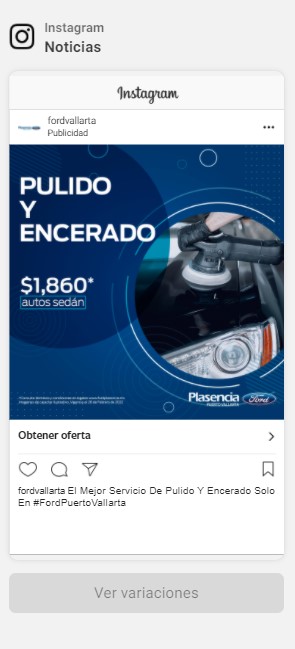 Instagram
Noticias
Instagram
fordvallarta
Publicidad
PULIDO
Y
ENCERADO
$1,860*
autos sedán
Plasencia
PUERTO VALLARTA
Ford
Obtener oferta
fordvallarta El Mejor Servicio De Pulido Y Encerado Solo
En #FordPuertoVallarta
Ver variaciones